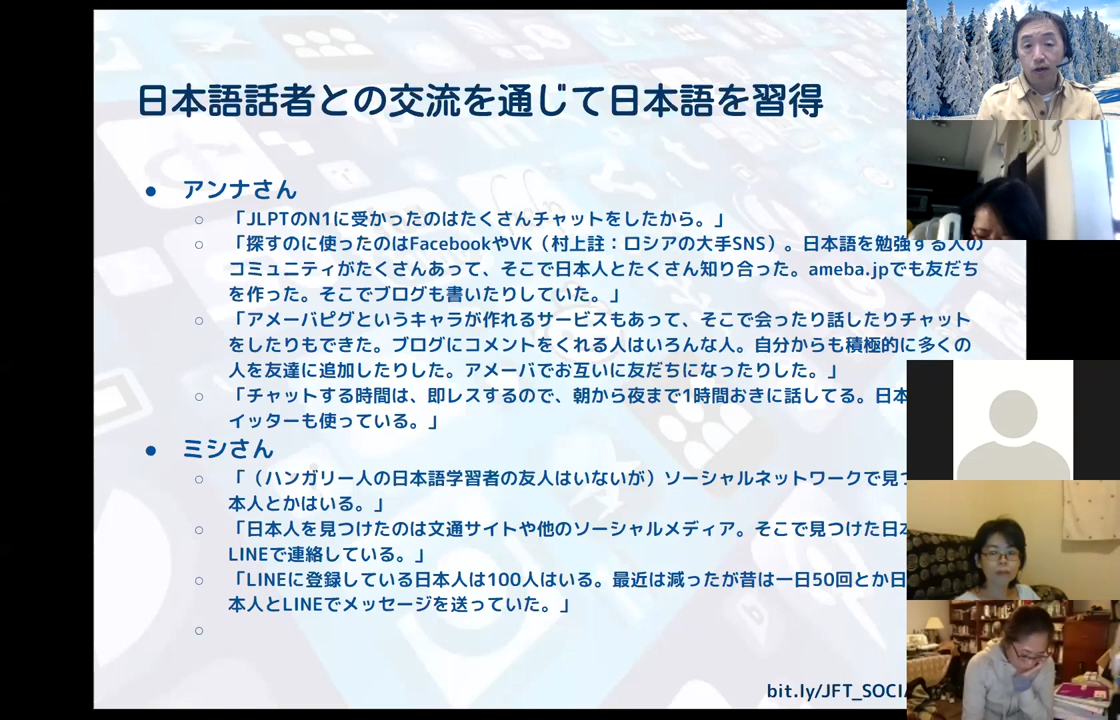 日本語話者との交流を通じて日本語を習得
● アンナさん
○ 「JLPTのN1に受かったのはたくさんチャットをしたから。」
○ 「探すのに使ったのはFacebookやVK（村上註：ロシアの大手SNS）。日本語を勉強する人の
コミュニティがたくさんあって、そこで日本人とたくさん知り合った。ameba.jpでも友だち
を作った。そこでブログも書いたりしていた。」
○ 「アメーバピグというキャラが作れるサービスもあって、そこで会ったり話したりチャット
をしたりもできた。ブログにコメントをくれる人はいろんな人。自分からも積極的に多くの
人を友達に追加したりした。アメーバでお互いに友だちになったりした。」
○ 「チャットする時間は、即レスするので、朝から夜まで1時間おきに話してる。日本
イッターも使っている。」
● ミシさん
○ 「（ハンガリー人の日本語学習者の友人はいないが）ソーシャルネットワークで見つ
本人とかはいる。」
○ 「日本人を見つけたのは文通サイトや他のソーシャルメディア。そこで見つけた日本
LINEで連絡している。」
○ 「LINEに登録している日本人は100人はいる。最近は減ったが昔は一日50回とか日
本人とLINEでメッセージを送っていた。」
○
bit.ly/JFT_SOCI